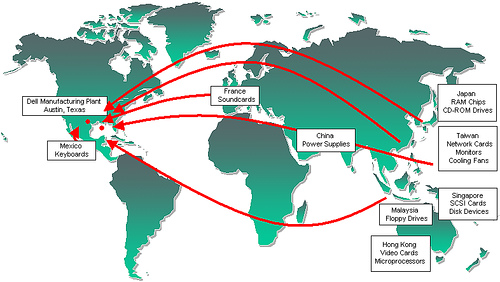 Dell Manufacturing Plant
Austin, Texas
Mexico
Keyboards
France
Soundcards
China
Power Supplies
Japan
RAM Chips
CD-ROM Drives
Taiwan
Network Cards
Monitors
Cooling Fans
Singapore
SCSI Cards
Disk Devices
Malaysia
Floppy Drives
Hong Kong
Video Cards
Microprocessors